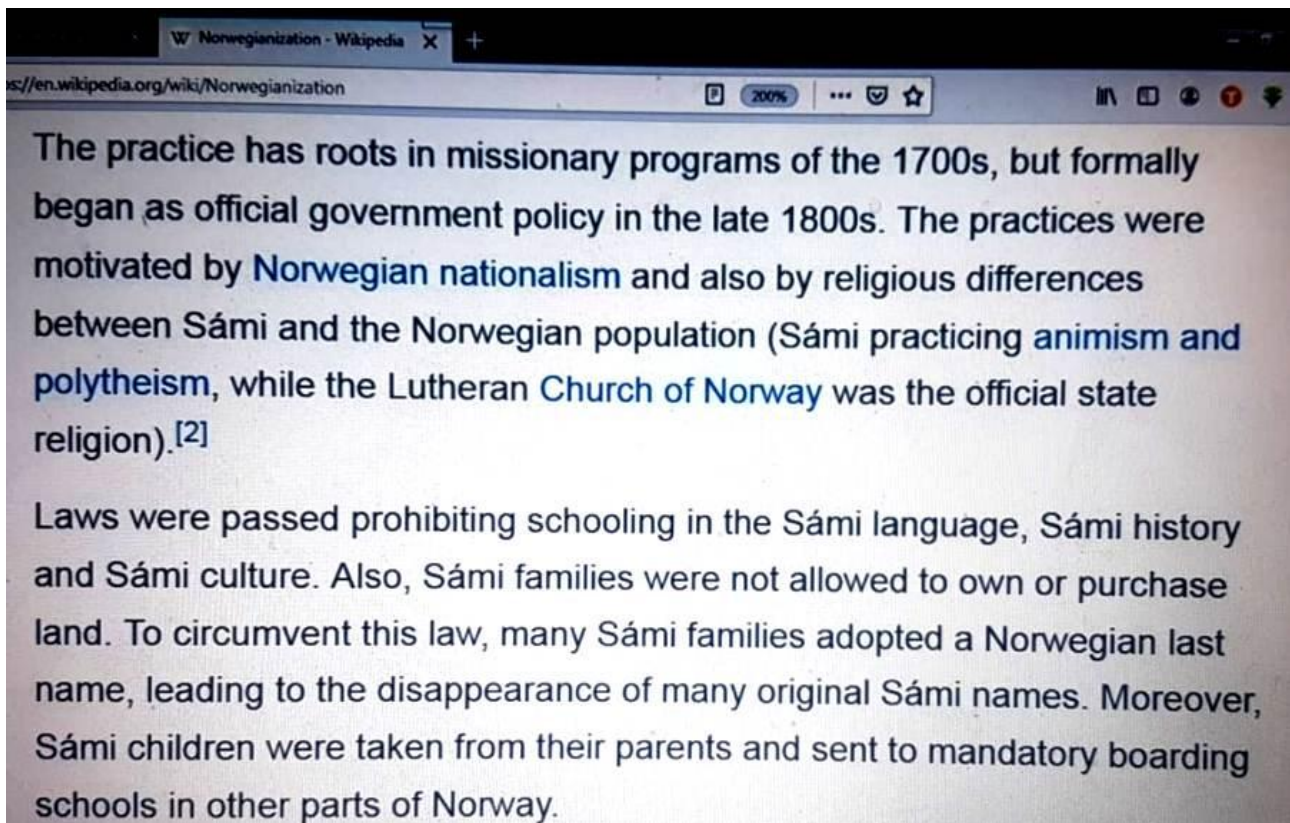 W Norwegianization - Wikipedia X +
ps://en.wikipedia.org/wiki/Norwegianization 200% ...
The practice has roots in missionary programs of the 1700s, but formally
began as official government policy in the late 1800s. The practices were
motivated by Norwegian nationalism and also by religious differences
between Sámi and the Norwegian population (Sámi practicing animism and
polytheism, while the Lutheran Church of Norway was the official state
religion).[2]
Laws were passed prohibiting schooling in the Sámi language, Sámi history
and Sámi culture. Also, Sámi families were not allowed to own or purchase
land. To circumvent this law, many Sámi families adopted a Norwegian last
name, leading to the disappearance of many original Sámi names. Moreover,
Sámi children were taken from their parents and sent to mandatory boarding
schools in other parts of Norway.